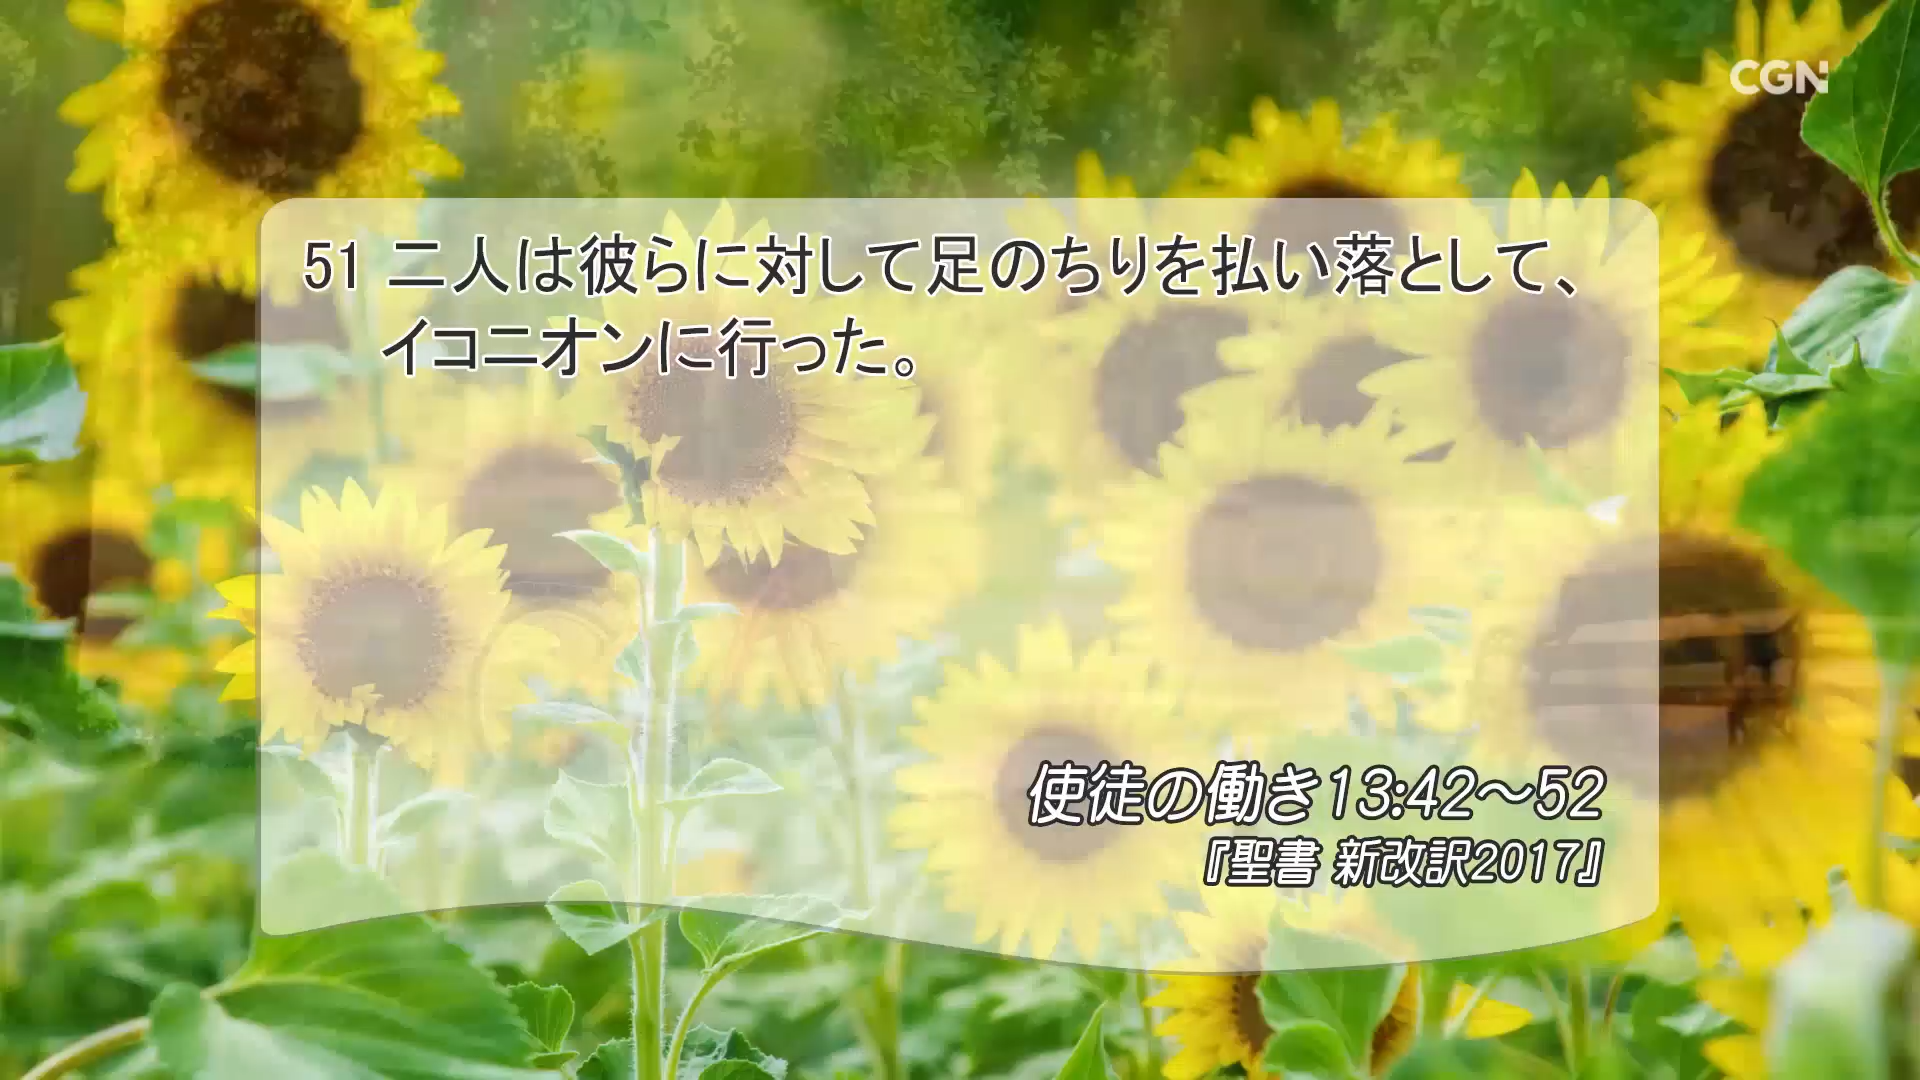 CGN
51 二人は彼らに対して足のちりを払い落として、
イコニオンに行った。
使徒の働き13:42～52
『聖書 新改訳2017』